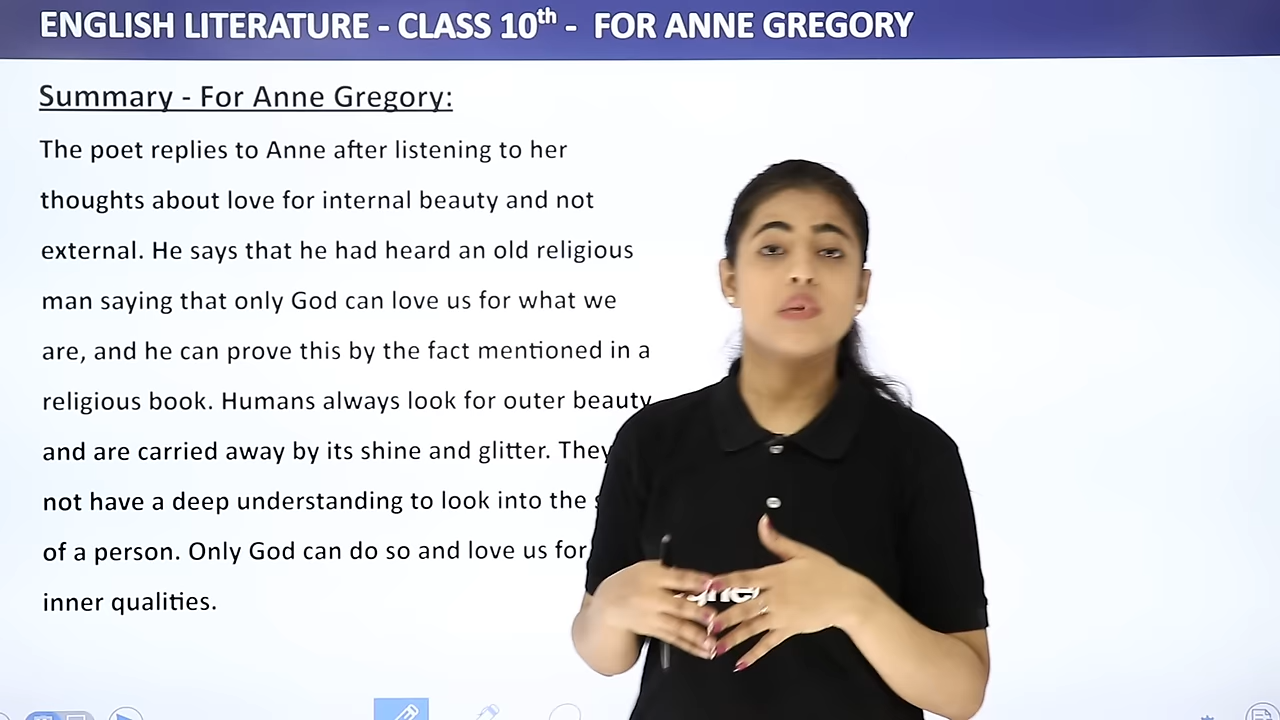 ENGLISH LITERATURE - CLASS 10th - FOR ANNE GREGORY
Summary - For Anne Gregory:
The poet replies to Anne after listening to her
thoughts about love for internal beauty and not
external. He says that he had heard an old religious
man saying that only God can love us for what we
are, and he can prove this by the fact mentioned in a
religious book. Humans always look for outer beauty
and are carried away by its shine and glitter. They
not have a deep understanding to look into the
of a person. Only God can do so and love us for
inner qualities.